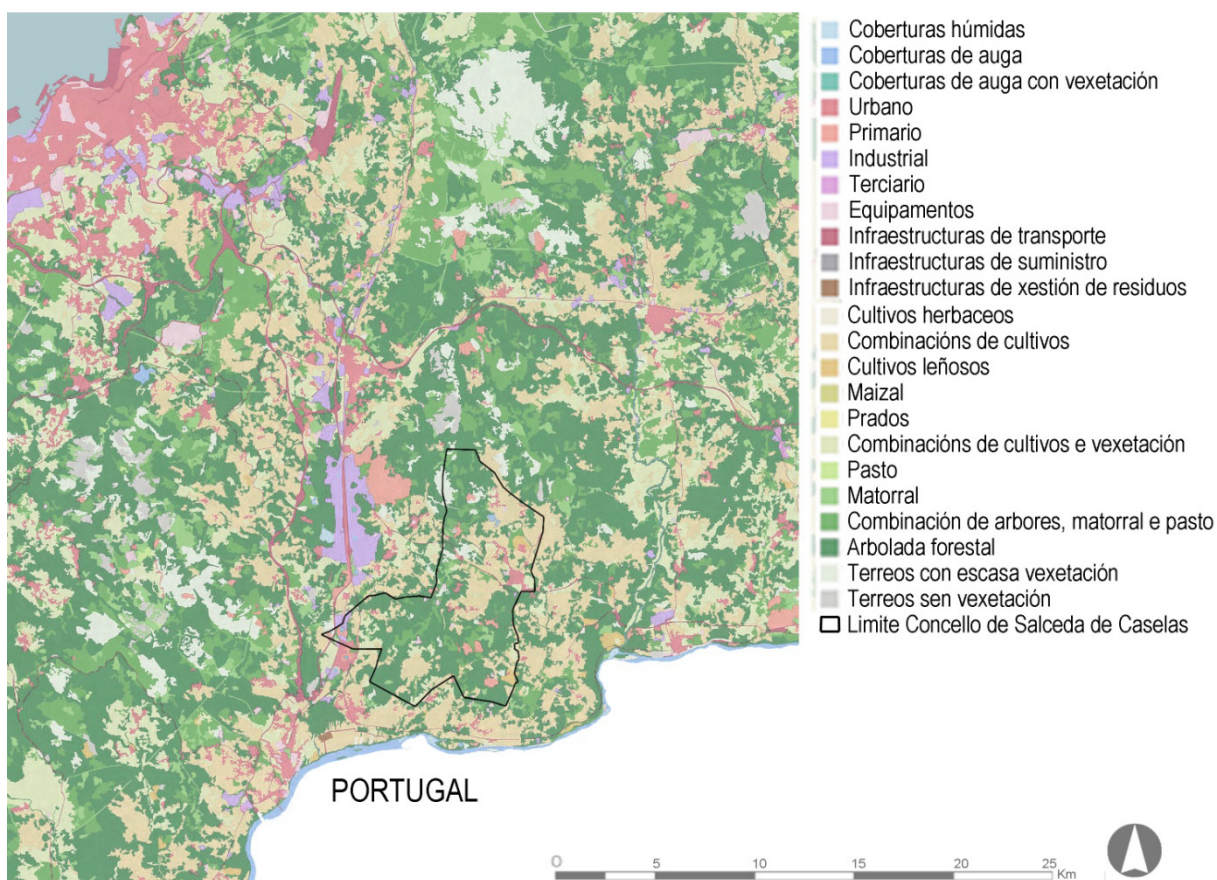 Coberturas húmidas
Coberturas de auga
Coberturas de auga con vexetación
Urbano
Primario
Industrial
Terciario
Equipamentos
Infraestructuras de transporte
Infraestructuras de suministro
Infraestructuras de xestión de residuos
Cultivos herbaceos
Combinacións de cultivos
Cultivos leñosos
Maizal
Prados
Combinacións de cultivos e vexetación
Pasto
Matorral
Combinación de arbores, matorral e pasto
Arbolada forestal
Terreos con escasa vexetación
Terreos sen vexetación
Limite Concello de Salceda de Caselas
PORTUGAL
0 5 10 15 20 25
Km